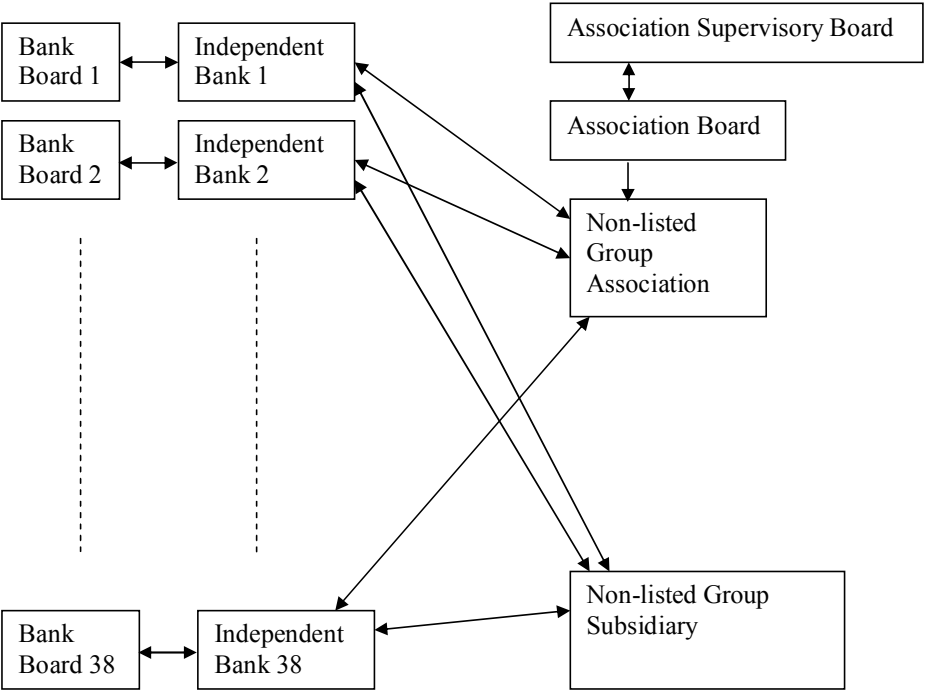 Bank
Board 1
Independent
Bank 1
Association Supervisory Board
Bank
Board 2
Independent
Bank 2
Association Board
Non-listed
Group
Association
Bank
Board 38
Independent
Bank 38
Non-listed Group
Subsidiary